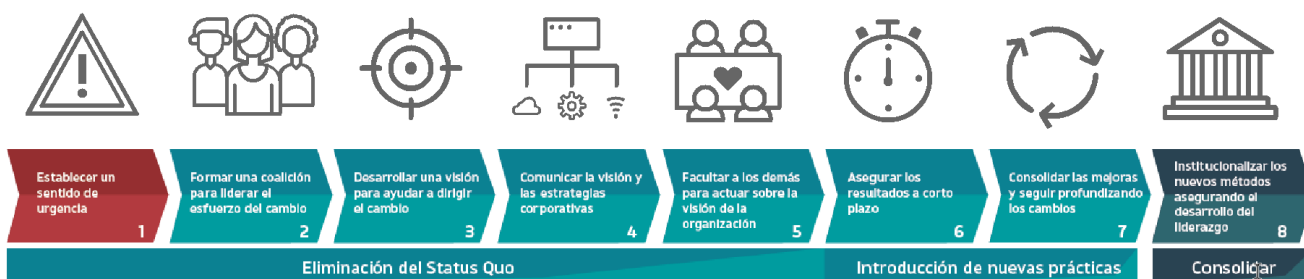 Establecer un
sentido de
urgencia
1
Formar una coalición
para liderar el
esfuerzo del cambio
2
Desarrollar una visión
para ayudar a dirigir
el cambio
3
Comunicar la visión y
las estrategias
corporativas
4
Facultar a los demás
para actuar sobre la
visión de la
organización
5
Asegurar los
resultados a corto
plazo
6
Consolidar las mejoras
y seguir profundizando
los cambios
7
Institucionalizar los
nuevos métodos
asegurando el
desarrollo del
liderazgo
8
Eliminación del Status Quo
Introducción de nuevas prácticas
Consolidar